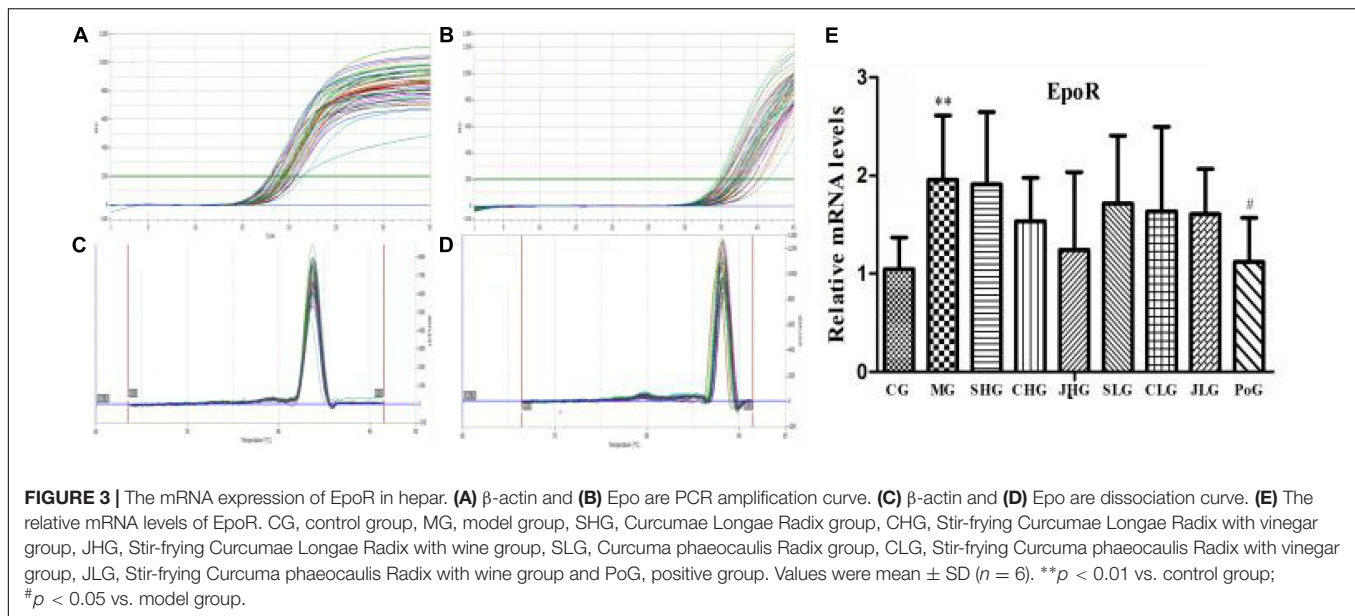 A
B
E
C
D
EpoR
Relative mRNA levels
3
2
1
0
**
#
CG MG SHG CHG JHG SLG CLG JLG PoG
Temperature (°C)
Temperature (°C)
FIGURE 3 | The mRNA expression of EpoR in hepar. (A) β-actin and (B) Epo are PCR amplification curve. (C) β-actin and (D) Epo are dissociation curve. (E) The
relative mRNA levels of EpoR. CG, control group, MG, model group, SHG, Curcumae Longae Radix group, CHG, Stir-frying Curcumae Longae Radix with vinegar
group, JHG, Stir-frying Curcumae Longae Radix with wine group, SLG, Curcuma phaeocaulis Radix group, CLG, Stir-frying Curcuma phaeocaulis Radix with vinegar
group, JLG, Stir-frying Curcuma phaeocaulis Radix with wine group and PoG, positive group. Values were mean ± SD (n = 6). **p < 0.01 vs. control group;
#p < 0.05 vs. model group.